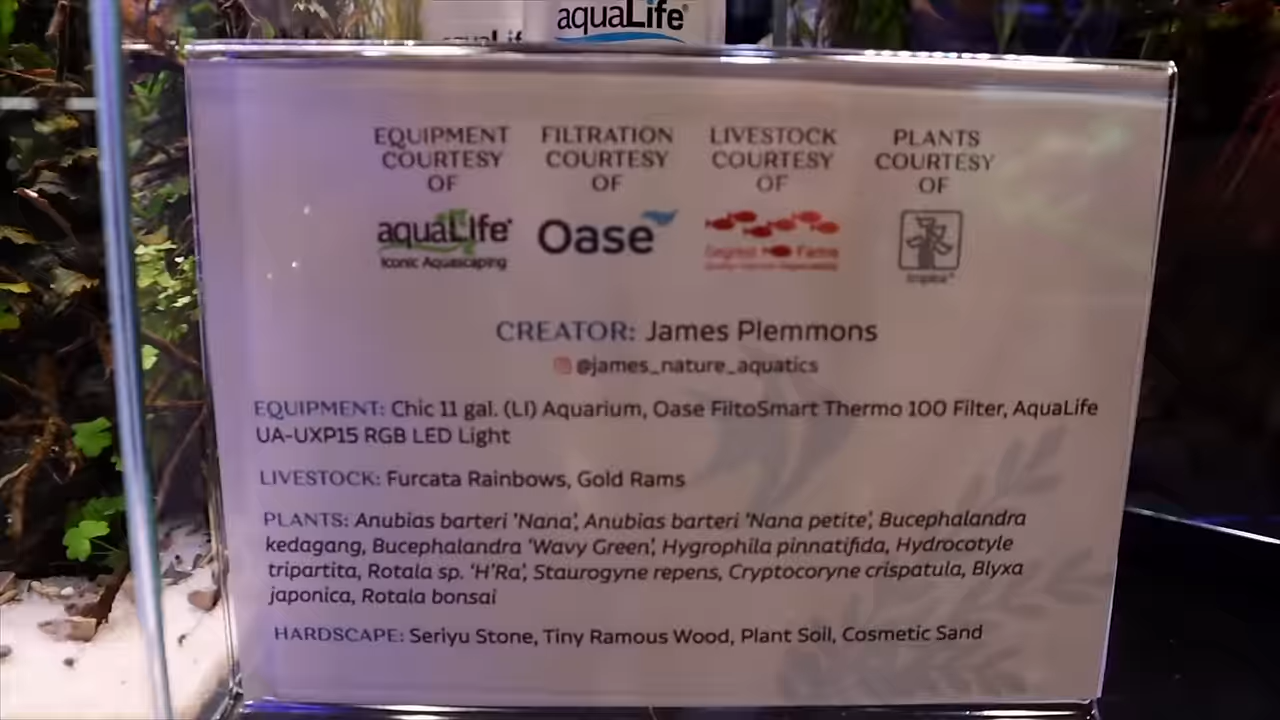 aquaLife
EQUIPMENT COURTESY OF
FILTRATION COURTESY OF
LIVESTOCK COURTESY OF
PLANTS COURTESY OF
aquaLife
Iconic Aquascaping
Oase
CREATOR: James Plemmons
@james_nature_aquatics
EQUIPMENT: Chic 11 gal. (LI) Aquarium, Oase FiltoSmart Thermo 100 Filter, AquaLife
UA-UXP15 RGB LED Light
LIVESTOCK: Furcata Rainbows, Gold Rams
PLANTS: Anubias barteri 'Nana', Anubias barteri 'Nana petite', Bucephalandra
kedagang, Bucephalandra 'Wavy Green', Hygrophila pinnatifida, Hydrocotyle
tripartita, Rotala sp. 'H'Ra', Staurogyne repens, Cryptocoryne crispatula, Blyxa
japonica, Rotala bonsai
HARDSCAPE: Seriyu Stone, Tiny Ramous Wood, Plant Soil, Cosmetic Sand